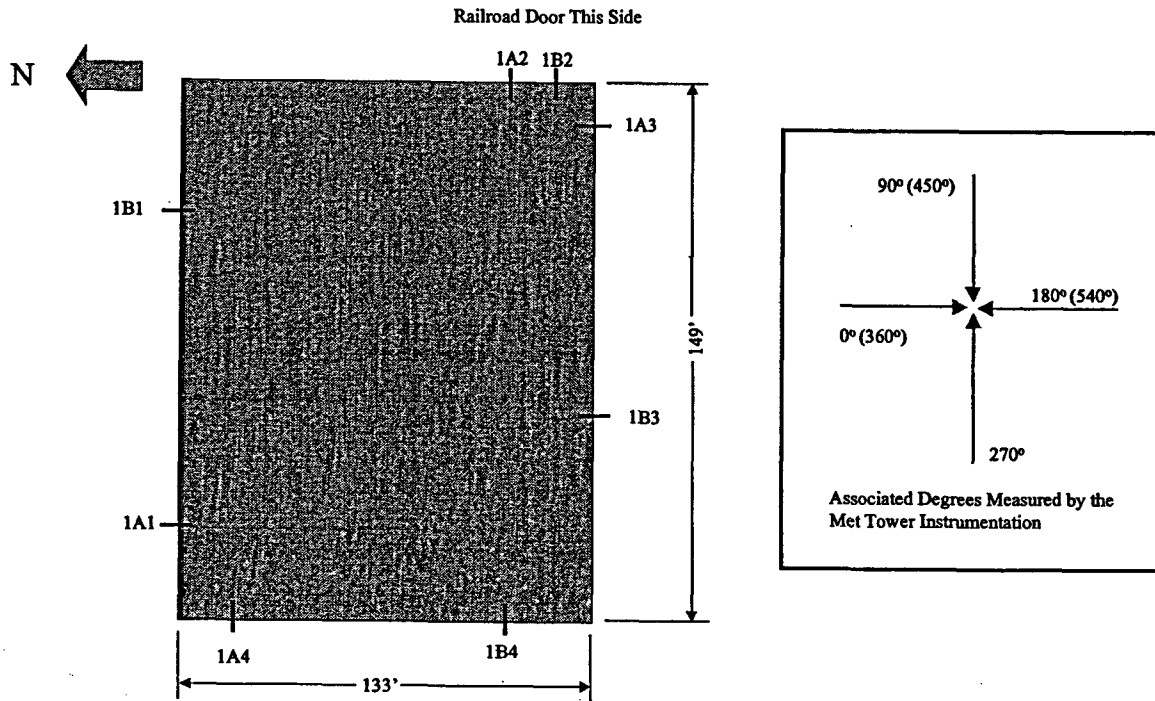 Railroad Door This Side
N
1A2
1B2
1A3
1B1
149'
1B3
1A1
1A4
1B4
133'
90° (450°)
180° (540°)
0° (360°)
270°
Associated Degrees Measured by the
Met Tower Instrumentation